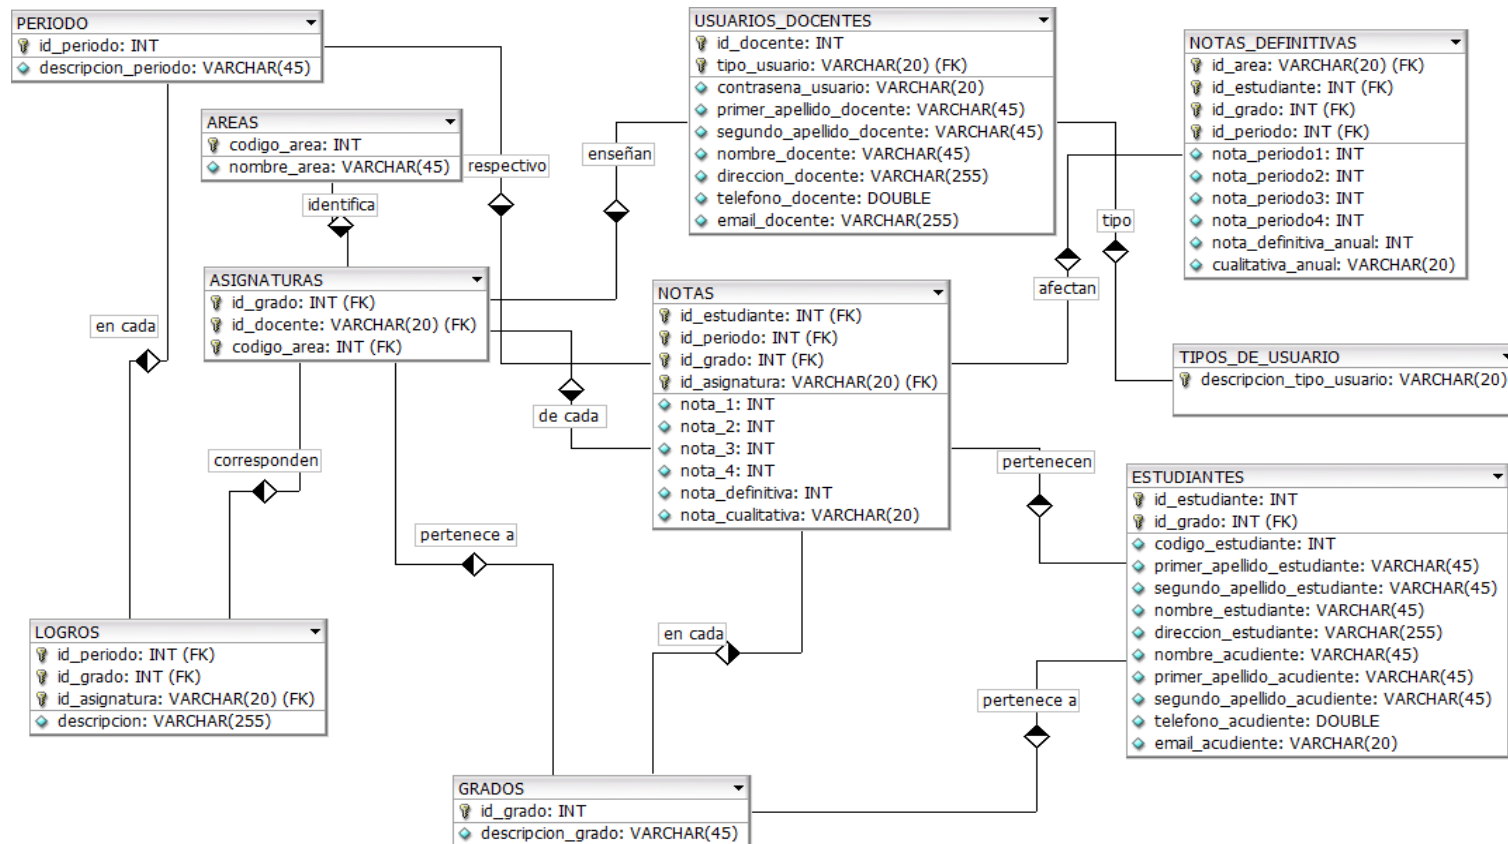 PERIODO
id_periodo: INT
descripcion_periodo: VARCHAR(45)
AREAS
codigo_area: INT
nombre_area: VARCHAR(45)
identifica
respectivo
enseñan
USUARIOS_DOCENTES
id_docente: INT
tipo_usuario: VARCHAR(20) (FK)
contrasena_usuario: VARCHAR(20)
primer_apellido_docente: VARCHAR(45)
segundo_apellido_docente: VARCHAR(45)
nombre_docente: VARCHAR(45)
direccion_docente: VARCHAR(255)
telefono_docente: DOUBLE
email_docente: VARCHAR(255)
NOTAS_DEFINITIVAS
id_area: VARCHAR(20) (FK)
id_estudiante: INT (FK)
id_grado: INT (FK)
id_periodo: INT (FK)
nota_periodo1: INT
nota_periodo2: INT
nota_periodo3: INT
nota_periodo4: INT
nota_definitiva_anual: INT
cualitativa_anual: VARCHAR(20)
tipo
afectan
en cada
ASIGNATURAS
id_grado: INT (FK)
id_docente: VARCHAR(20) (FK)
codigo_area: INT (FK)
de cada
NOTAS
id_estudiante: INT (FK)
id_periodo: INT (FK)
id_grado: INT (FK)
id_asignatura: VARCHAR(20) (FK)
nota_1: INT
nota_2: INT
nota_3: INT
nota_4: INT
nota_definitiva: INT
nota_cualitativa: VARCHAR(20)
TIPOS_DE_USUARIO
descripcion_tipo_usuario: VARCHAR(20)
corresponden
pertenece a
pertenecen
ESTUDIANTES
id_estudiante: INT
id_grado: INT (FK)
codigo_estudiante: INT
primer_apellido_estudiante: VARCHAR(45)
segundo_apellido_estudiante: VARCHAR(45)
nombre_estudiante: VARCHAR(45)
direccion_estudiante: VARCHAR(255)
nombre_acudiente: VARCHAR(45)
primer_apellido_acudiente: VARCHAR(45)
segundo_apellido_acudiente: VARCHAR(45)
telefono_acudiente: DOUBLE
email_acudiente: VARCHAR(20)
LOGROS
id_periodo: INT (FK)
id_grado: INT (FK)
id_asignatura: VARCHAR(20) (FK)
descripcion: VARCHAR(255)
en cada
pertenece a
GRADOS
id_grado: INT
descripcion_grado: VARCHAR(45)